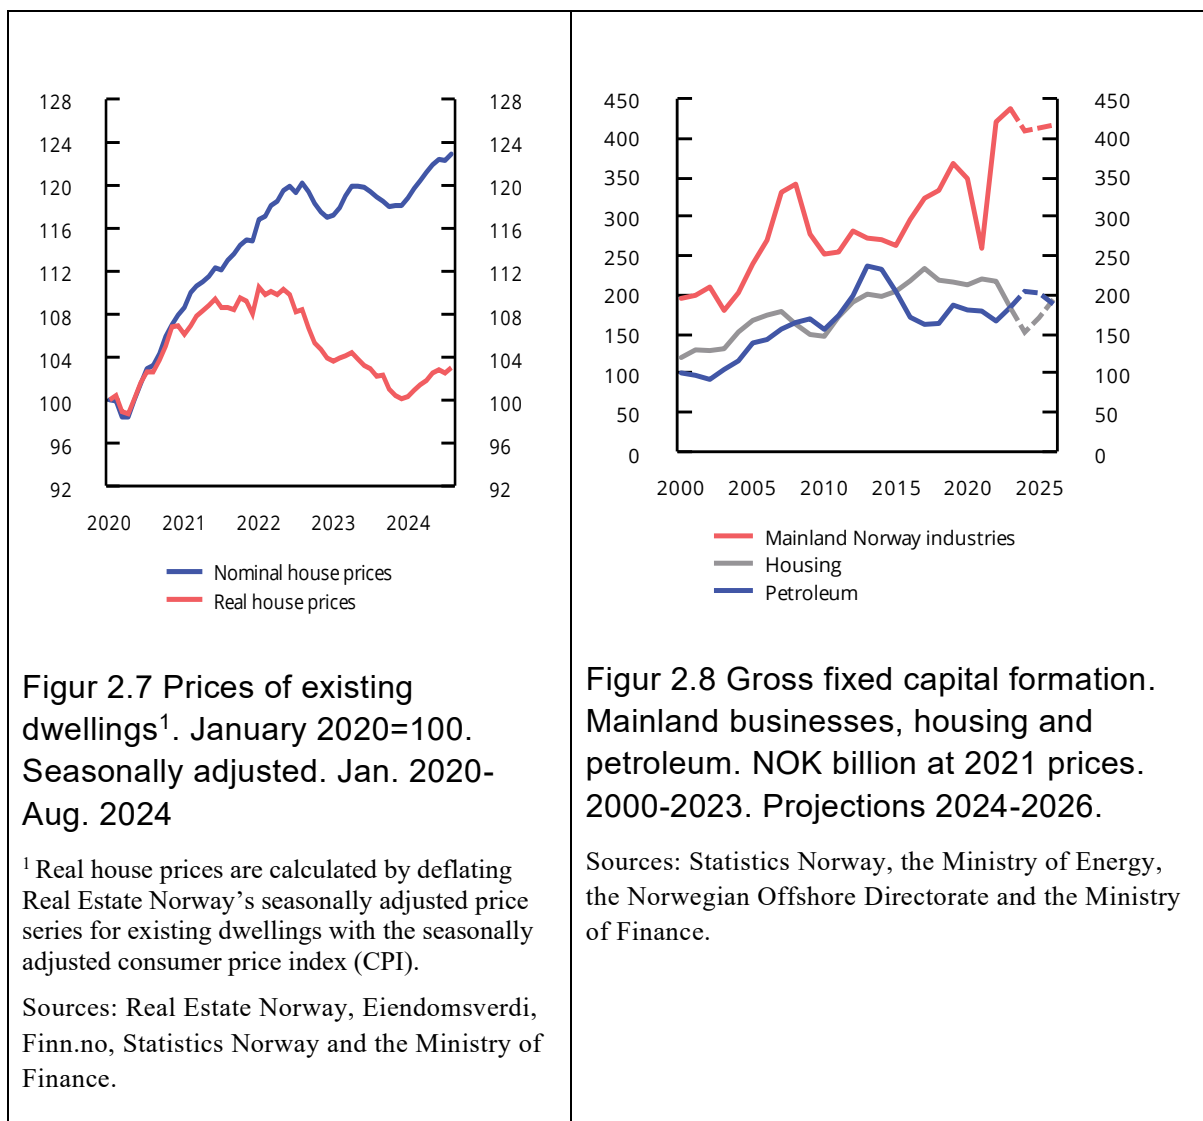 128 128
124 124
120 120
116 116
112 112
108 108
104 104
100 100
96 96
92 92
2020 2021 2022 2023 2024
Nominal house prices
Real house prices
Figur 2.7 Prices of existing
dwellings1. January 2020=100.
Seasonally adjusted. Jan. 2020-
Aug. 2024
1 Real house prices are calculated by deflating
Real Estate Norway’s seasonally adjusted price
series for existing dwellings with the seasonally
adjusted consumer price index (CPI).
Sources: Real Estate Norway, Eiendomsverdi,
Finn.no, Statistics Norway and the Ministry of
Finance.
450 450
400 400
350 350
300 300
250 250
200 200
150 150
100 100
50 50
0 0
2000 2005 2010 2015 2020 2025
Mainland Norway industries
Housing
Petroleum
Figur 2.8 Gross fixed capital formation.
Mainland businesses, housing and
petroleum. NOK billion at 2021 prices.
2000-2023. Projections 2024-2026.
Sources: Statistics Norway, the Ministry of Energy,
the Norwegian Offshore Directorate and the Ministry
of Finance.